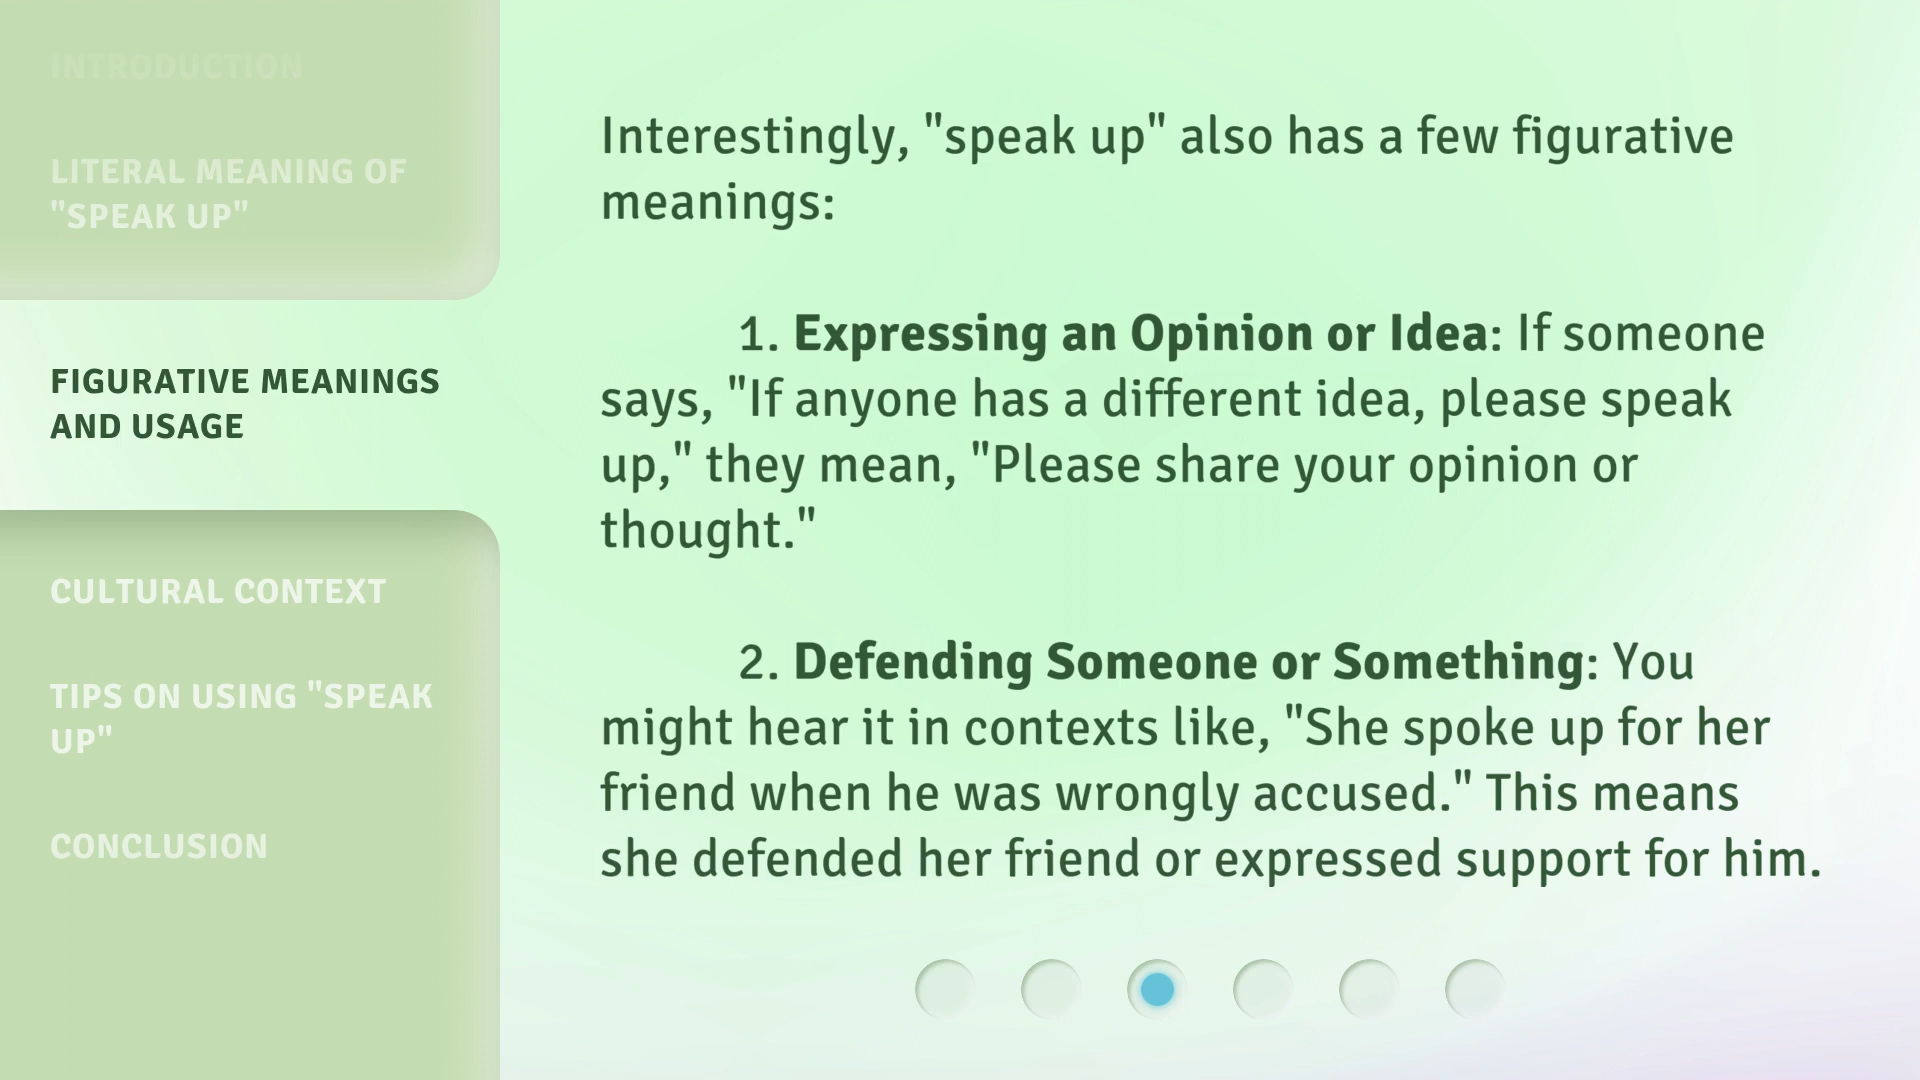 INTRODUCTION
LITERAL MEANING OF
"SPEAK UP"
FIGURATIVE MEANINGS
AND USAGE
CULTURAL CONTEXT
TIPS ON USING "SPEAK
UP"
CONCLUSION
Interestingly, "speak up" also has a few figurative
meanings:
1. Expressing an Opinion or Idea: If someone
says, "If anyone has a different idea, please speak
up," they mean, "Please share your opinion or
thought."
2. Defending Someone or Something: You
might hear it in contexts like, "She spoke up for her
friend when he was wrongly accused." This means
she defended her friend or expressed support for him.